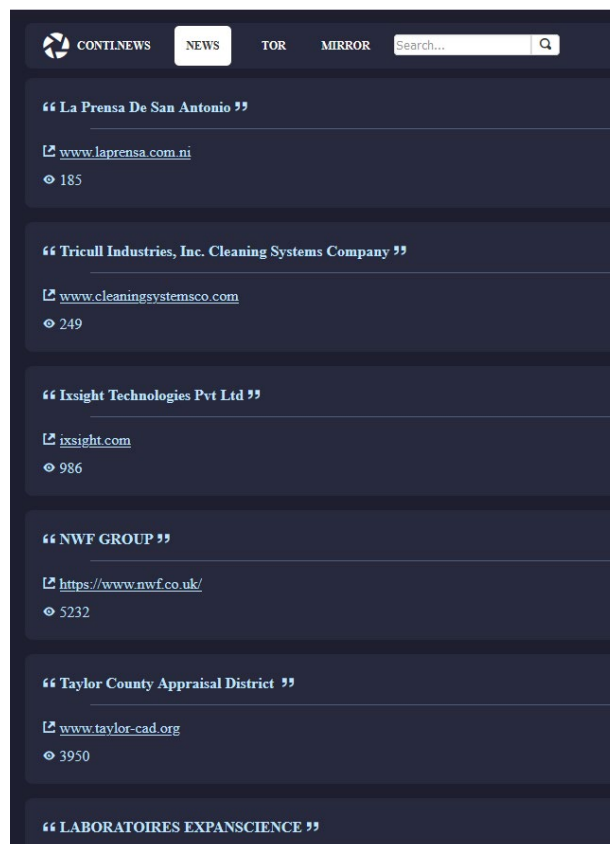 CONTI.NEWS NEWS TOR MIRROR Search...
“ La Prensa De San Antonio ”
www.laprensa.com.ni
185
“ Tricull Industries, Inc. Cleaning Systems Company ”
www.cleaningsystemsco.com
249
“ Ixsight Technologies Pvt Ltd ”
ixsight.com
986
“ NWF GROUP ”
https://www.nwf.co.uk/
5232
“ Taylor County Appraisal District ”
www.taylor-cad.org
3950
“ LABORATOIRES EXPANSCIENCE ”